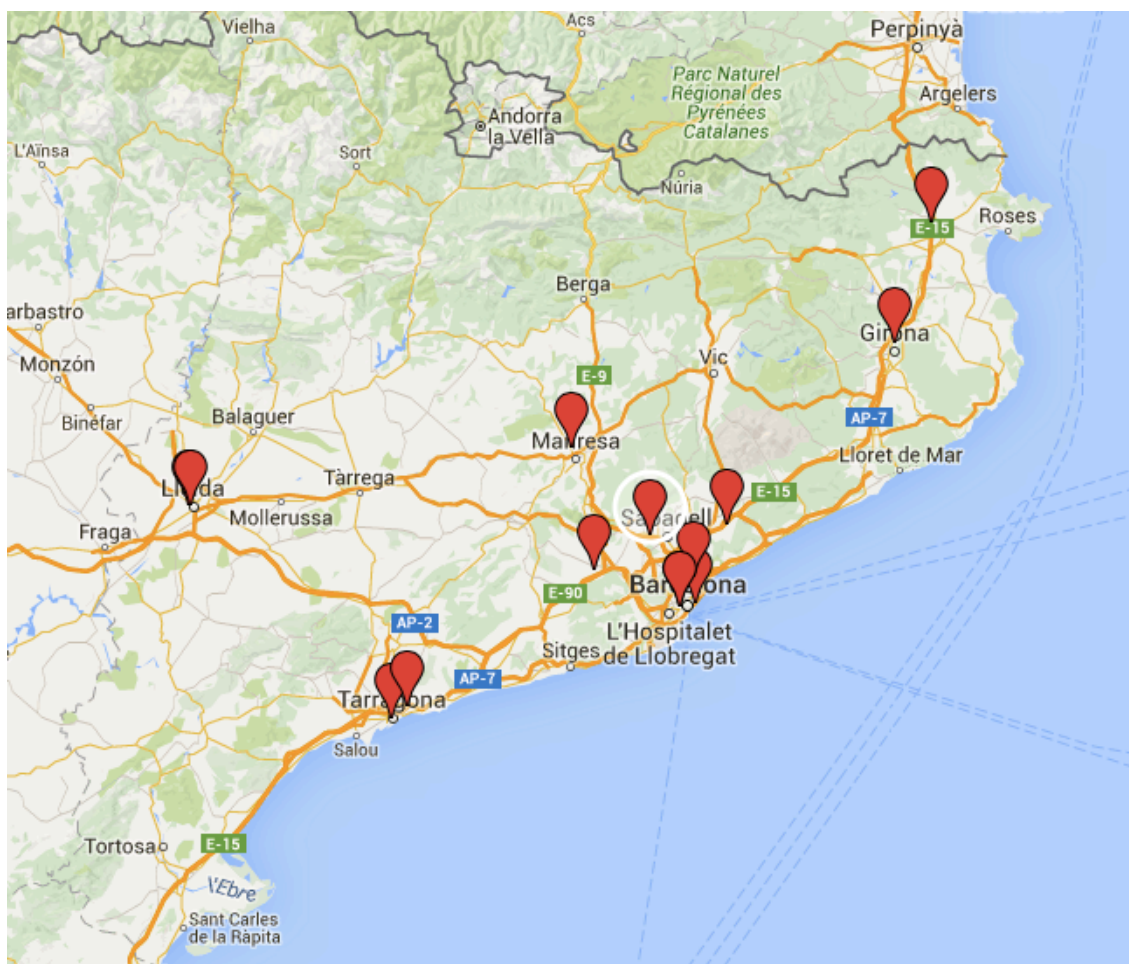 Acs
Vielha
Perpinyà
Parc Naturel
Régional des
Pyrénées
Catalanes
Argelers
Andorra
la Vella
L'Aïnsa
Sort
Núria
Roses
E-15
Berga
arbastro
Girona
Monzón
Vic
E-9
Binéfar
Balaguer
AP-7
Manresa
Lloret de Mar
Tàrrega
Lleida
E-15
Mollerussa
Sabadell
Fraga
Barcelona
E-90
AP-2
L'Hospitalet
de Llobregat
Sitges
AP-7
Tarragona
Salou
E-15
Tortosa
l'Ebre
Sant Carles
de la Ràpita